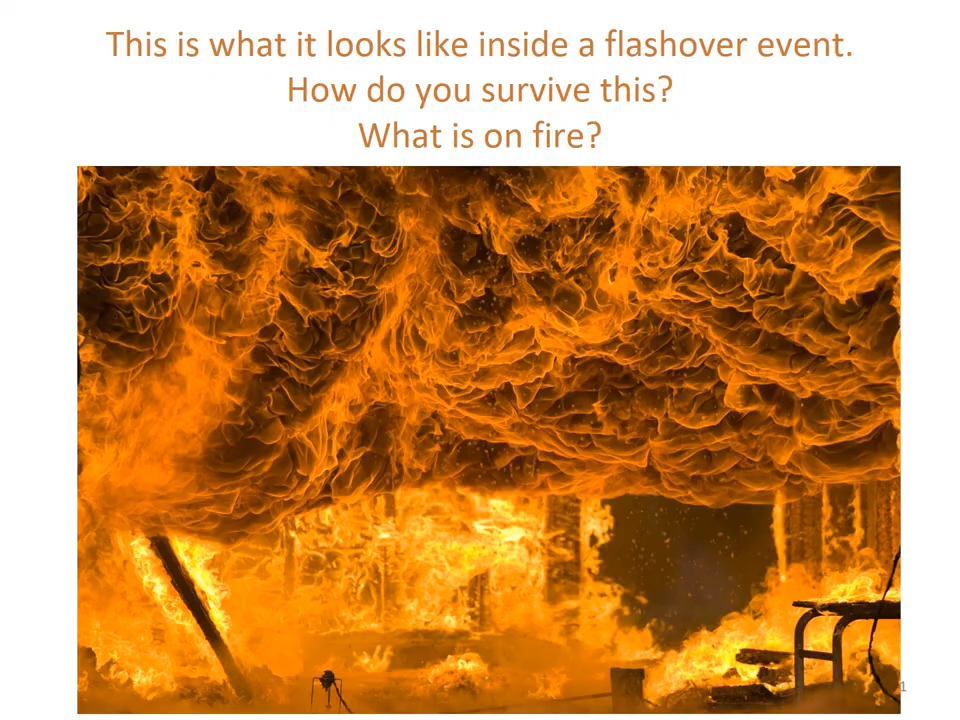 This is what it looks like inside a flashover event.
How do you survive this?
What is on fire?
1